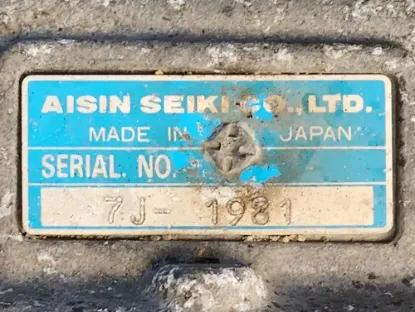 AISIN SEIKI CO., LTD.
MADE IN JAPAN
SERIAL. NO.
7J- 1981